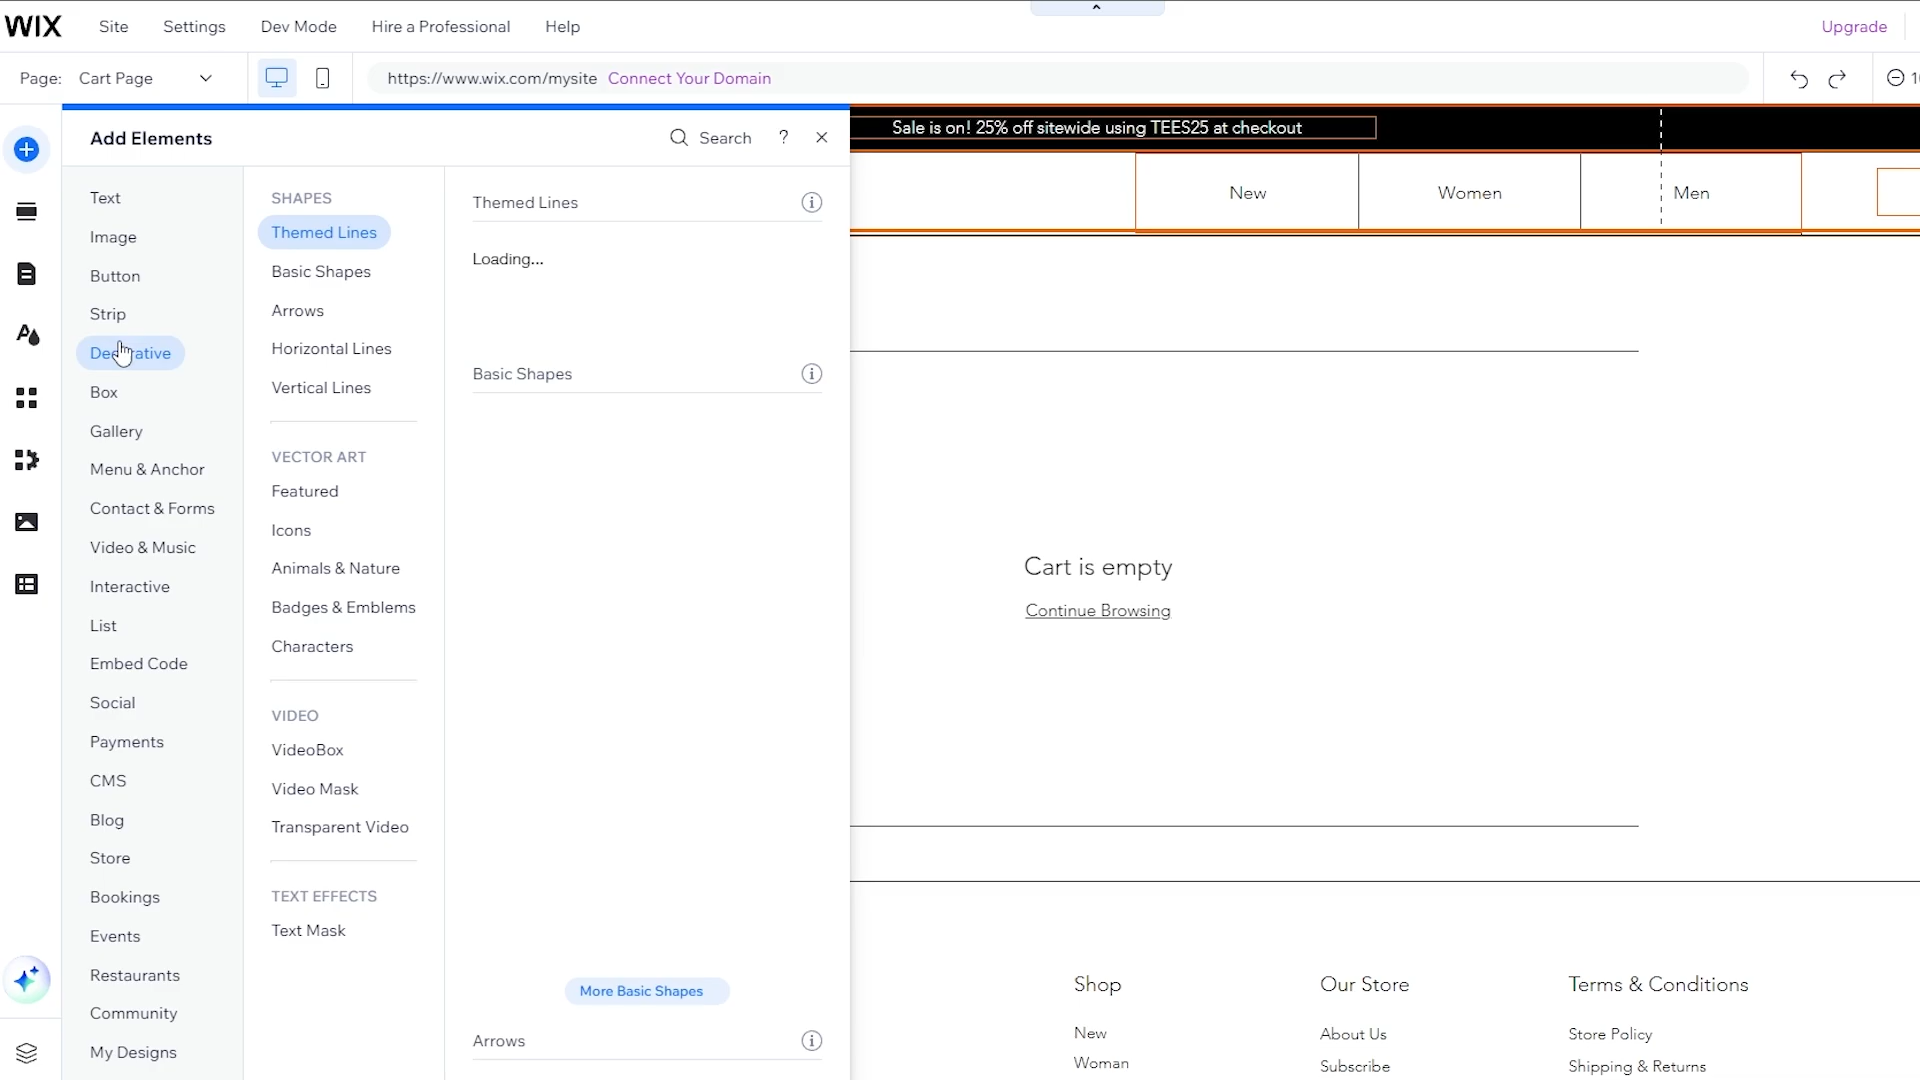 WIX
Site
Settings
Dev Mode
Hire a Professional
Help
Upgrade
Page:
Cart Page
https://www.wix.com/mysite
Connect Your Domain
Add Elements
Search
?
Text
Image
Button
Strip
Decorative
Box
Gallery
Menu & Anchor
Contact & Forms
Video & Music
Interactive
List
Embed Code
Social
Payments
CMS
Blog
Store
Bookings
Events
Restaurants
Community
My Designs
SHAPES
Themed Lines
Basic Shapes
Arrows
Horizontal Lines
Vertical Lines
VECTOR ART
Featured
Icons
Animals & Nature
Badges & Emblems
Characters
VIDEO
VideoBox
Video Mask
Transparent Video
TEXT EFFECTS
Text Mask
Themed Lines
Loading...
Basic Shapes
More Basic Shapes
Arrows
Sale is on! 25% off sitewide using TEES25 at checkout
New
Women
Men
Cart is empty
Continue Browsing
Shop
New
Woman
Our Store
About Us
Subscribe
Terms & Conditions
Store Policy
Shipping & Returns